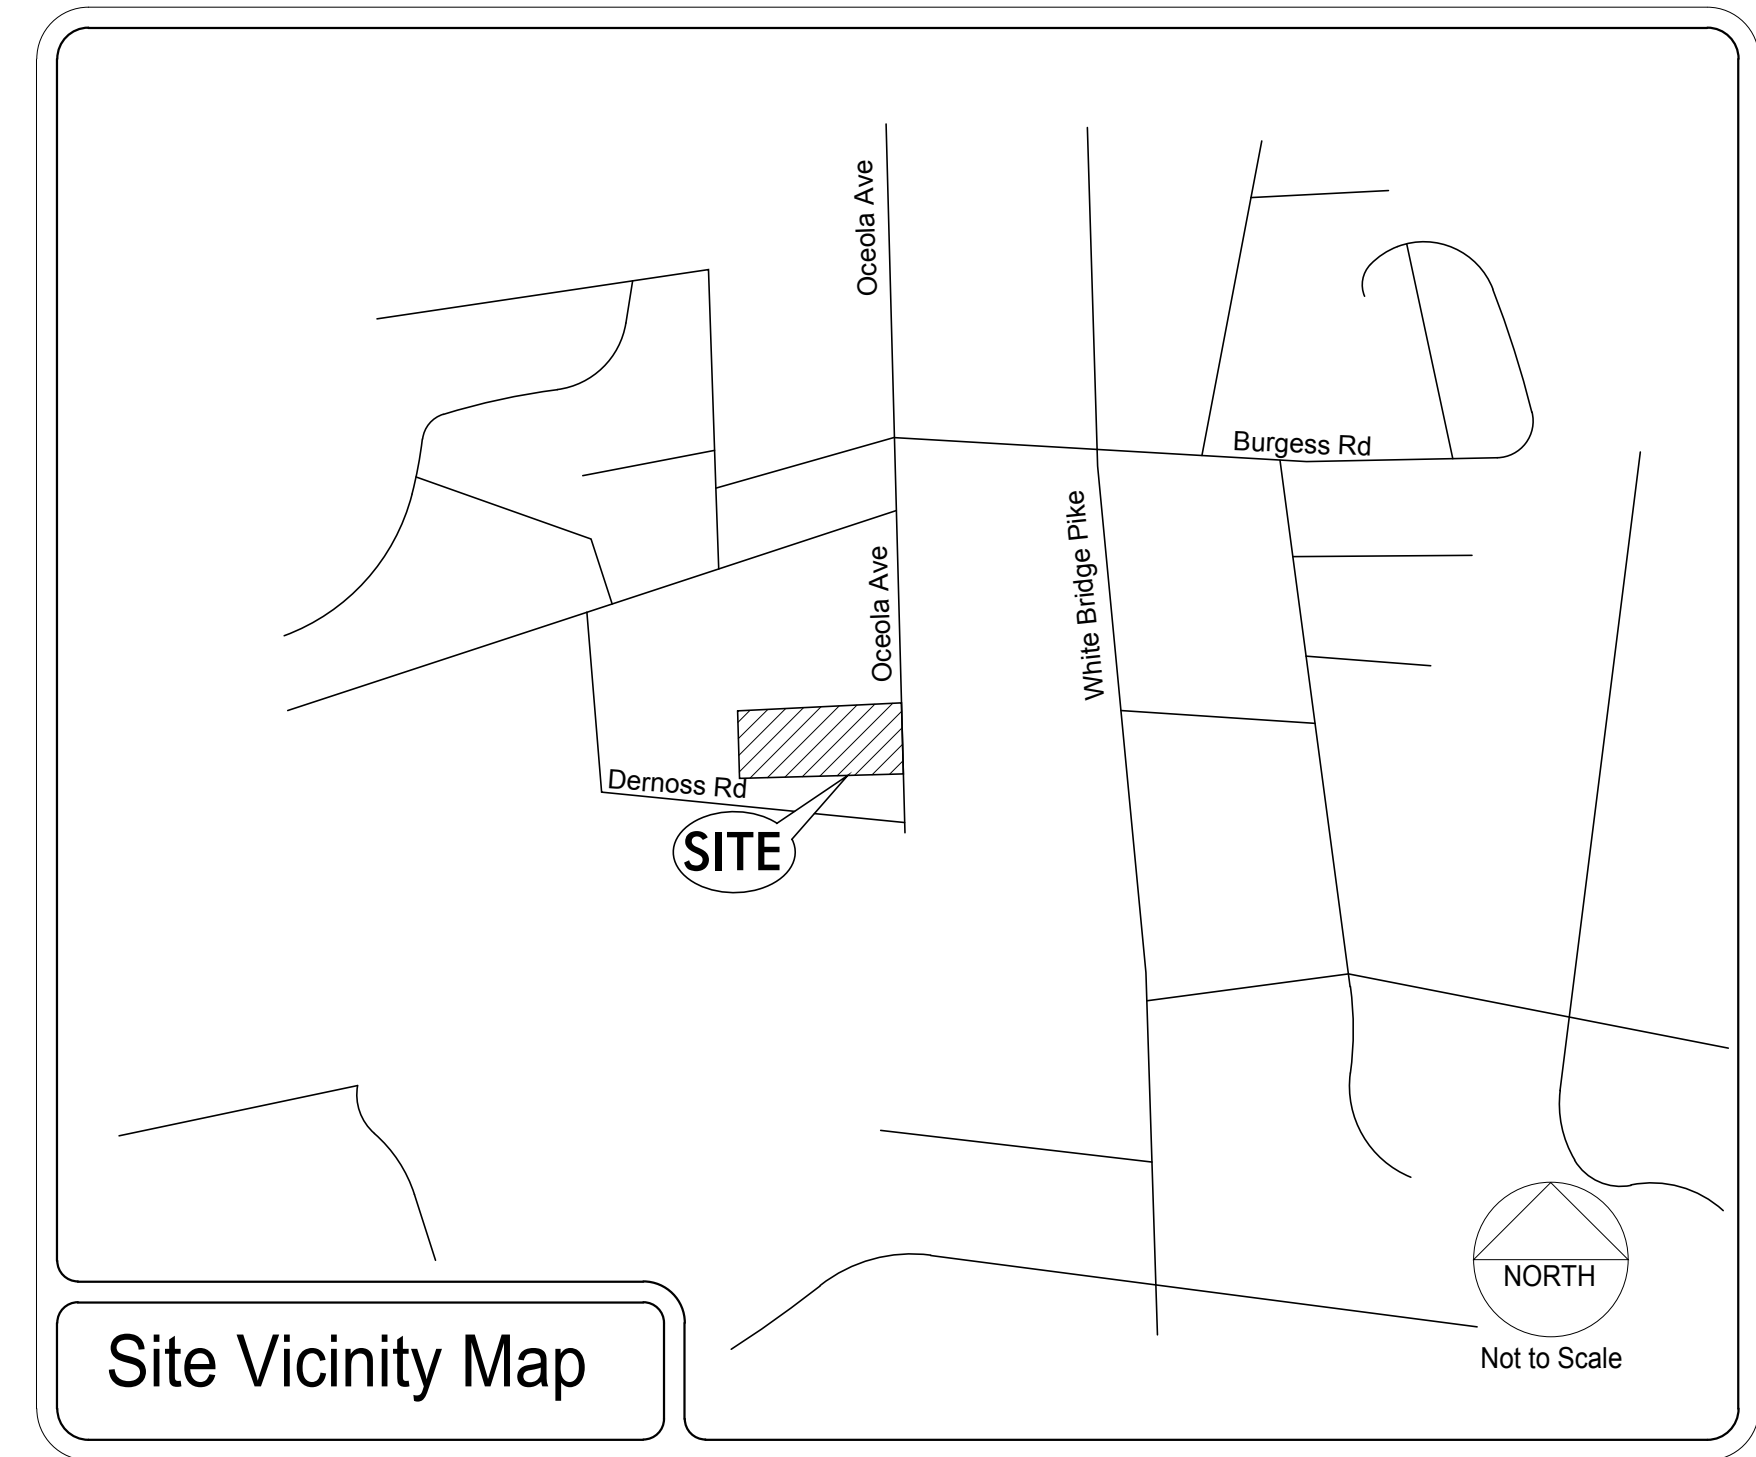 Oceola Ave
Burgess Rd
White Bridge Pike
Oceola Ave
Dernoss Rd
SITE
NORTH
Not to Scale
Site Vicinity Map